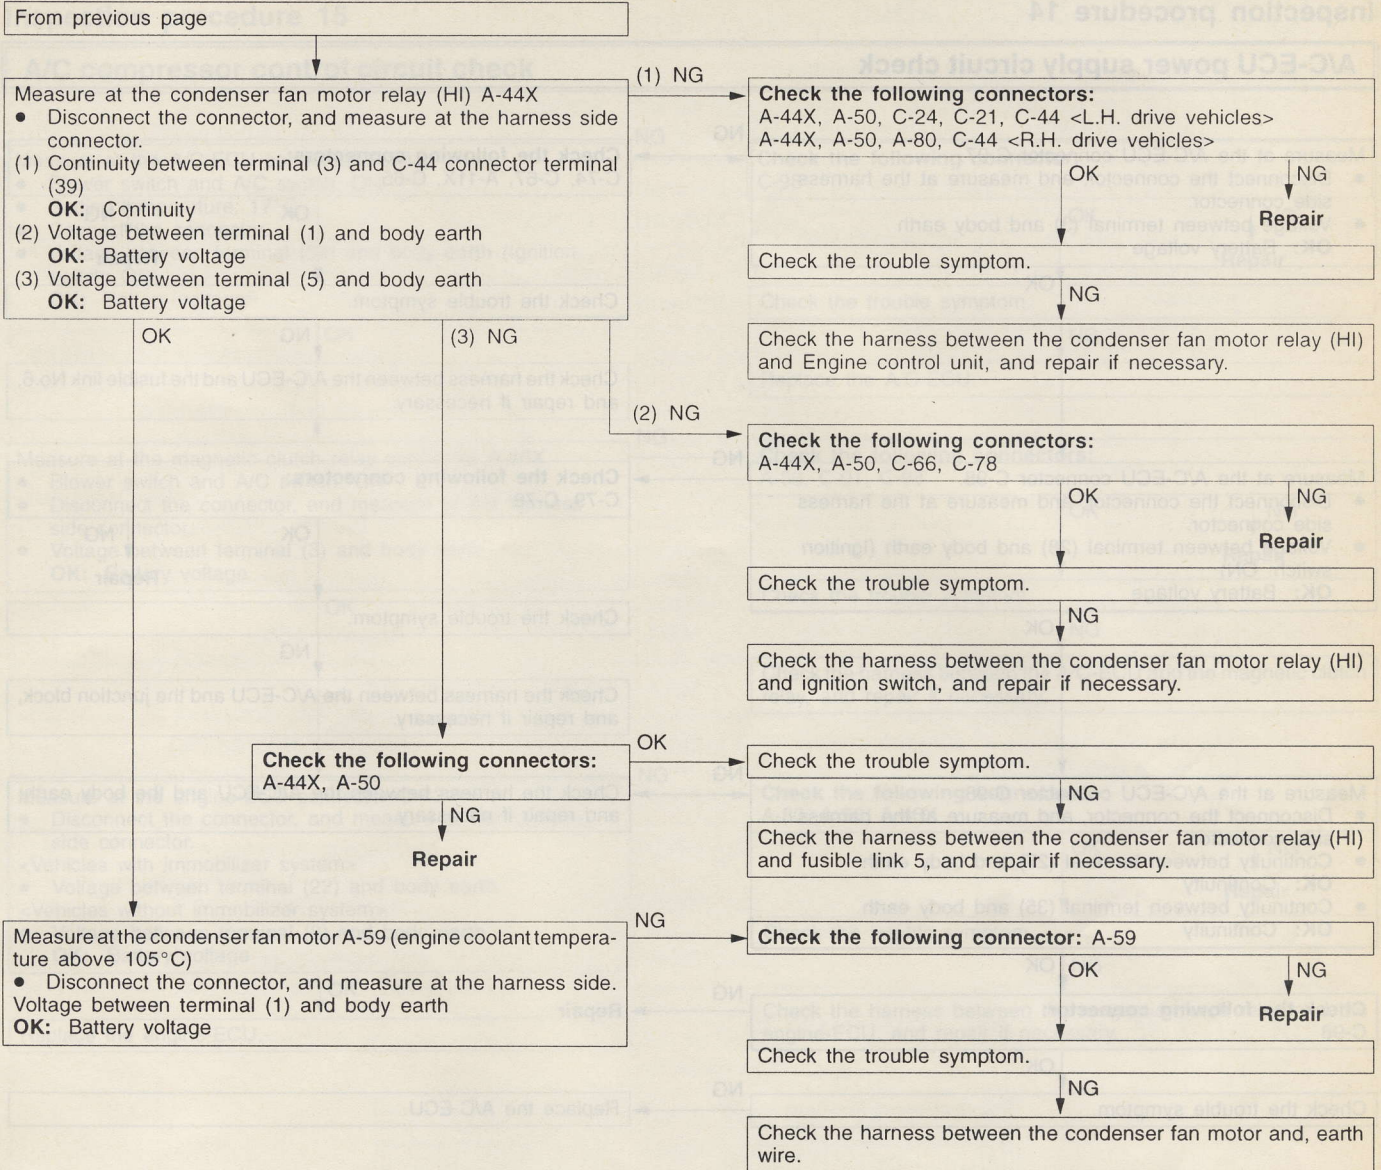 From previous page
Measure at the condenser fan motor relay (HI) A-44X
● Disconnect the connector, and measure at the harness side
connector.
(1) Continuity between terminal (3) and C-44 connector terminal
(39)
OK: Continuity
(2) Voltage between terminal (1) and body earth
OK: Battery voltage
(3) Voltage between terminal (5) and body earth
OK: Battery voltage
(1) NG
Check the following connectors:
A-44X, A-50, C-24, C-21, C-44 <L.H. drive vehicles>
A-44X, A-50, A-80, C-44 <R.H. drive vehicles>
OK
NG
Repair
Check the trouble symptom.
NG
Check the harness between the condenser fan motor relay (HI)
and Engine control unit, and repair if necessary.
OK
(3) NG
(2) NG
Check the following connectors:
A-44X, A-50, C-66, C-78
OK
NG
Repair
Check the trouble symptom.
NG
Check the harness between the condenser fan motor relay (HI)
and ignition switch, and repair if necessary.
Check the following connectors:
A-44X, A-50
OK
NG
Repair
Check the trouble symptom.
NG
Check the harness between the condenser fan motor relay (HI)
and fusible link 5, and repair if necessary.
Measure at the condenser fan motor A-59 (engine coolant tempera-
ture above 105°C)
● Disconnect the connector, and measure at the harness side.
Voltage between terminal (1) and body earth
OK: Battery voltage
NG
Check the following connector: A-59
OK
NG
Repair
Check the trouble symptom.
NG
Check the harness between the condenser fan motor and, earth
wire.